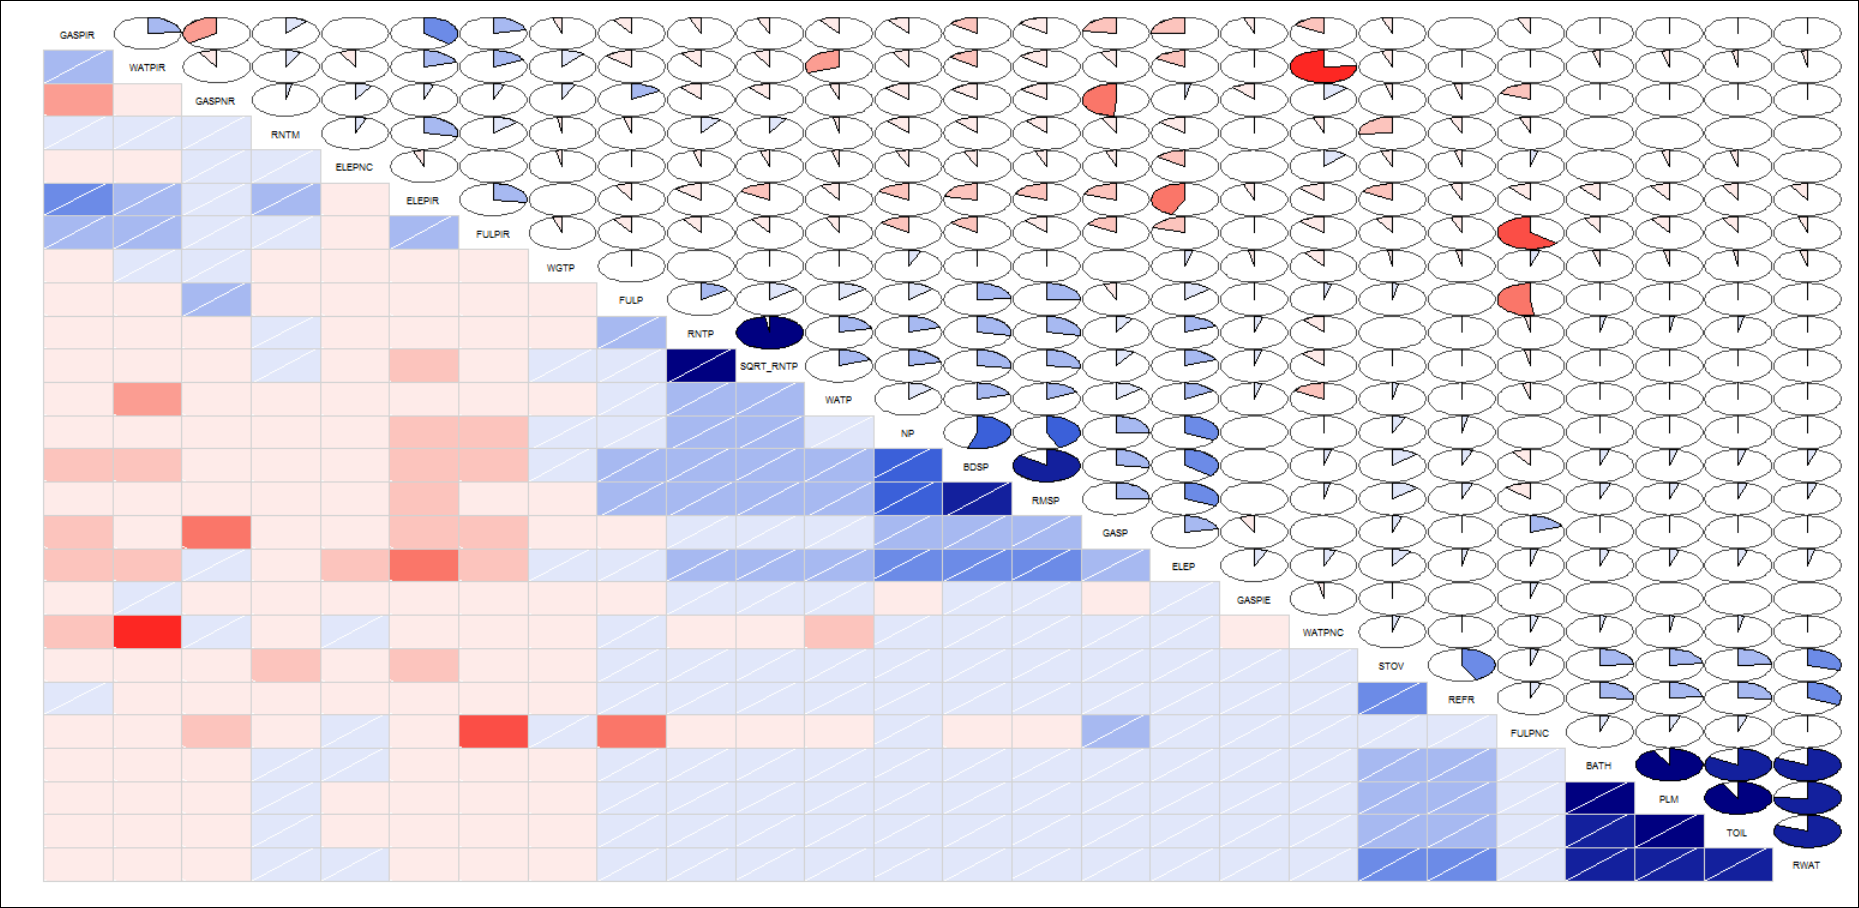 GASPIR
WATPIR
GASPNR
RNTM
ELEPNC
ELEPIR
FULPIR
WGTP
FULP
RNTP
SQRT_RNTP
WATP
NP
BDSP
RMSP
GASP
ELEP
GASPIE
WATPNC
STOV
REFR
FULPNC
BATH
PLM
TOIL
RWAT